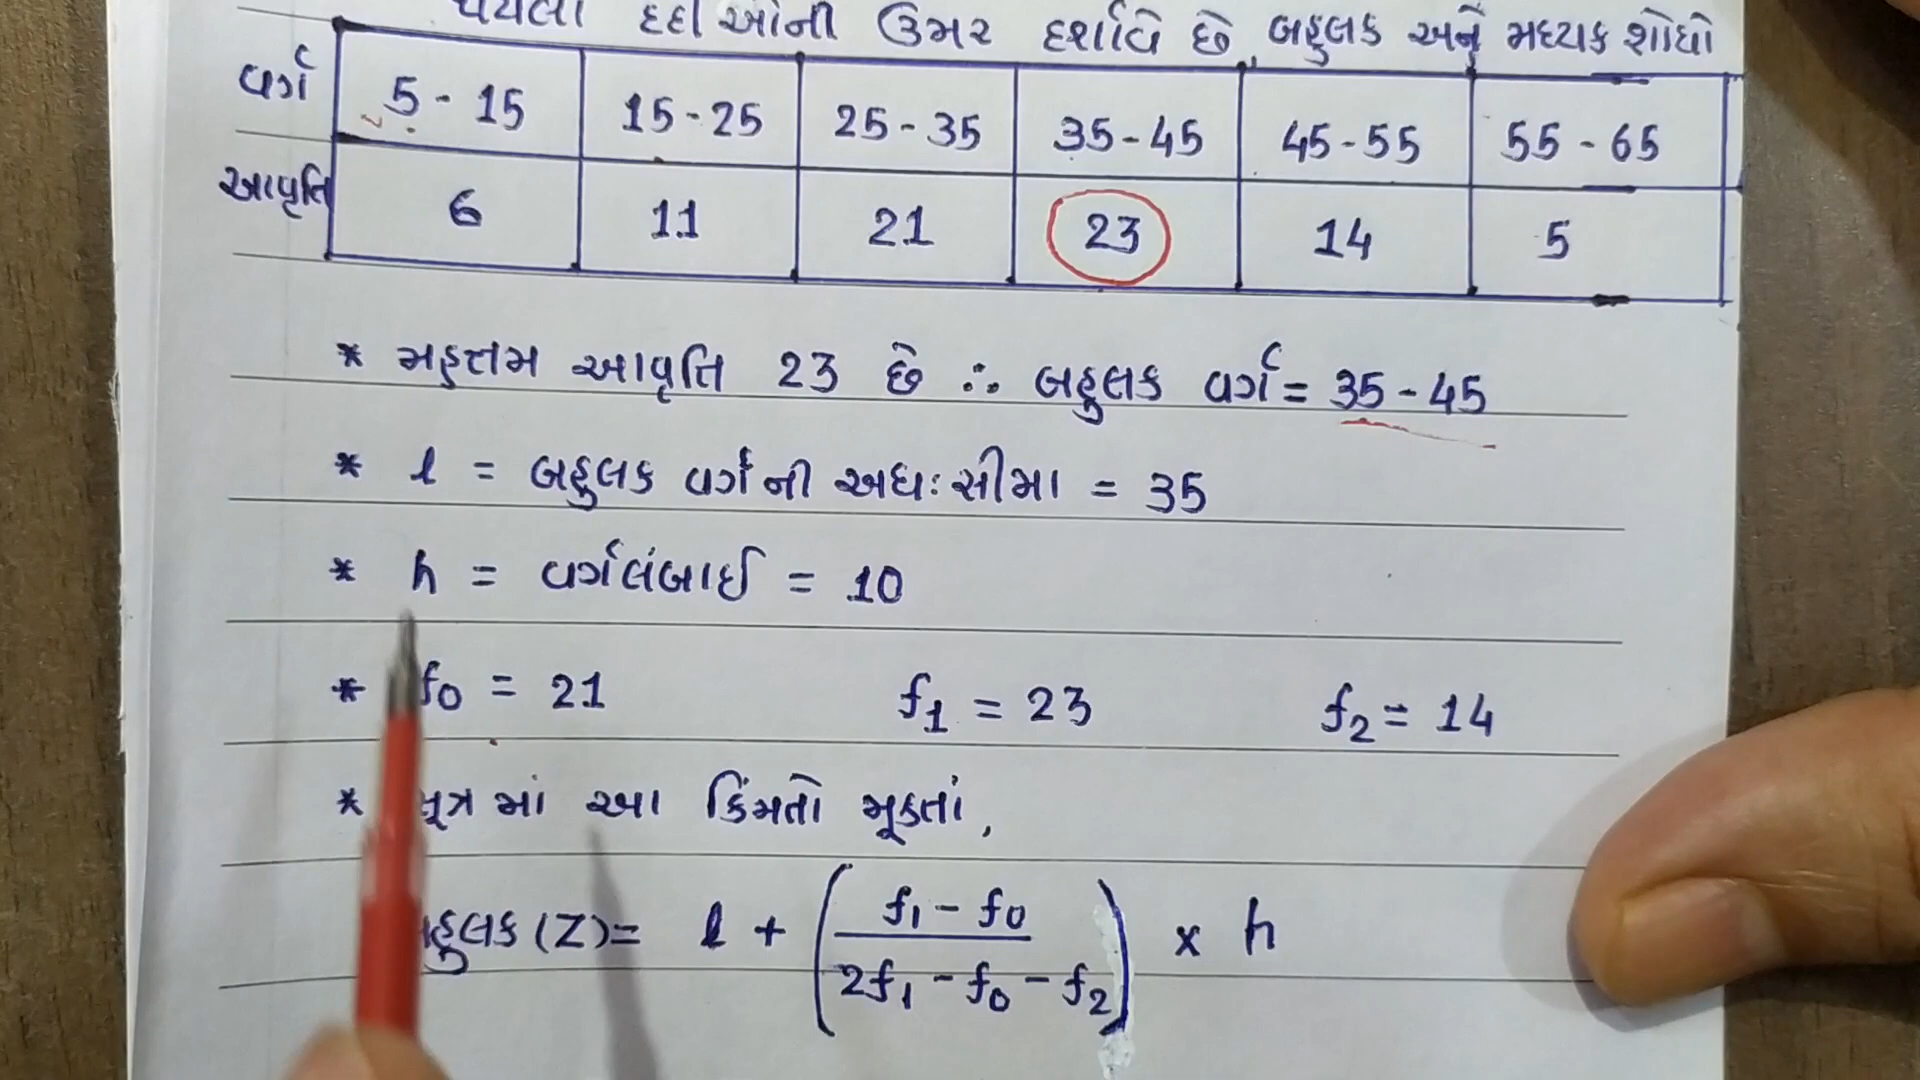 દર્દીઓની ઉંમર દર્શાવે છે, બહુલક અને મધ્યક શોધો
વર્ગ 5 - 15 15 - 25 25 - 35 35 - 45 45 - 55 55 - 65
આવૃતિ 6 11 21 23 14 5
* મહત્તમ આવૃતિ 23 છે ∴ બહુલક વર્ગ = 35 - 45
* l = બહુલક વર્ગની અધઃસીમા = 35
* h = વર્ગલંબાઈ = 10
* f0 = 21 f1 = 23 f2 = 14
* સૂત્ર માં આ કિંમતો મૂકતાં,
બહુલક (Z) = l + ( f1 - f0 / 2f1 - f0 - f2 ) × h